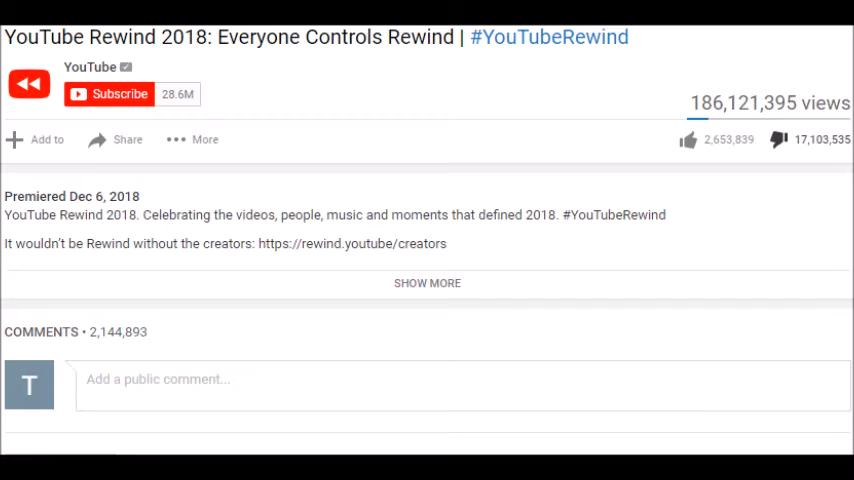 YouTube Rewind 2018: Everyone Controls Rewind | #YouTubeRewind
YouTube
Subscribe 28.6M
186,121,395 views
Add to Share More 2,653,839 17,103,535
Premiered Dec 6, 2018
YouTube Rewind 2018. Celebrating the videos, people, music and moments that defined 2018. #YouTubeRewind
It wouldn't be Rewind without the creators: https://rewind.youtube/creators
SHOW MORE
COMMENTS • 2,144,893
T
Add a public comment...